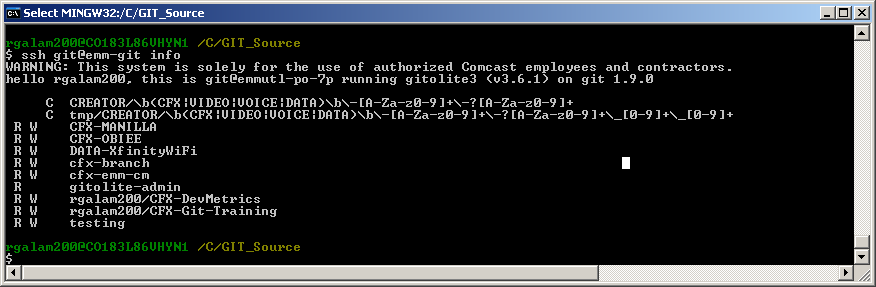 Select MINGW32:/C/GIT_Source
rgalam200@CO183L86VHYN1 /C/GIT_Source
$ ssh git@emm-git info
WARNING: This system is solely for the use of authorized Comcast employees and contractors.
hello rgalam200, this is git@emmutl-po-7p running gitolite3 (v3.6.1) on git 1.9.0
C CREATOR/\b(CFX|VIDEO|VOICE|DATA)\b\-[A-Za-z0-9]+\-?[A-Za-z0-9]+
C tmp/CREATOR/\b(CFX|VIDEO|VOICE|DATA)\b\-[A-Za-z0-9]+\-?[A-Za-z0-9]+\_[0-9]+\_[0-9]+
R W CFX-MANILLA
R W CFX-OBIEE
R W DATA-XfinityWiFi
R W cfx-branch
R W cfx-emm-cm
R gitolite-admin
R W rgalam200/CFX-DevMetrics
R W rgalam200/CFX-Git-Training
R W testing
rgalam200@CO183L86VHYN1 /C/GIT_Source
$